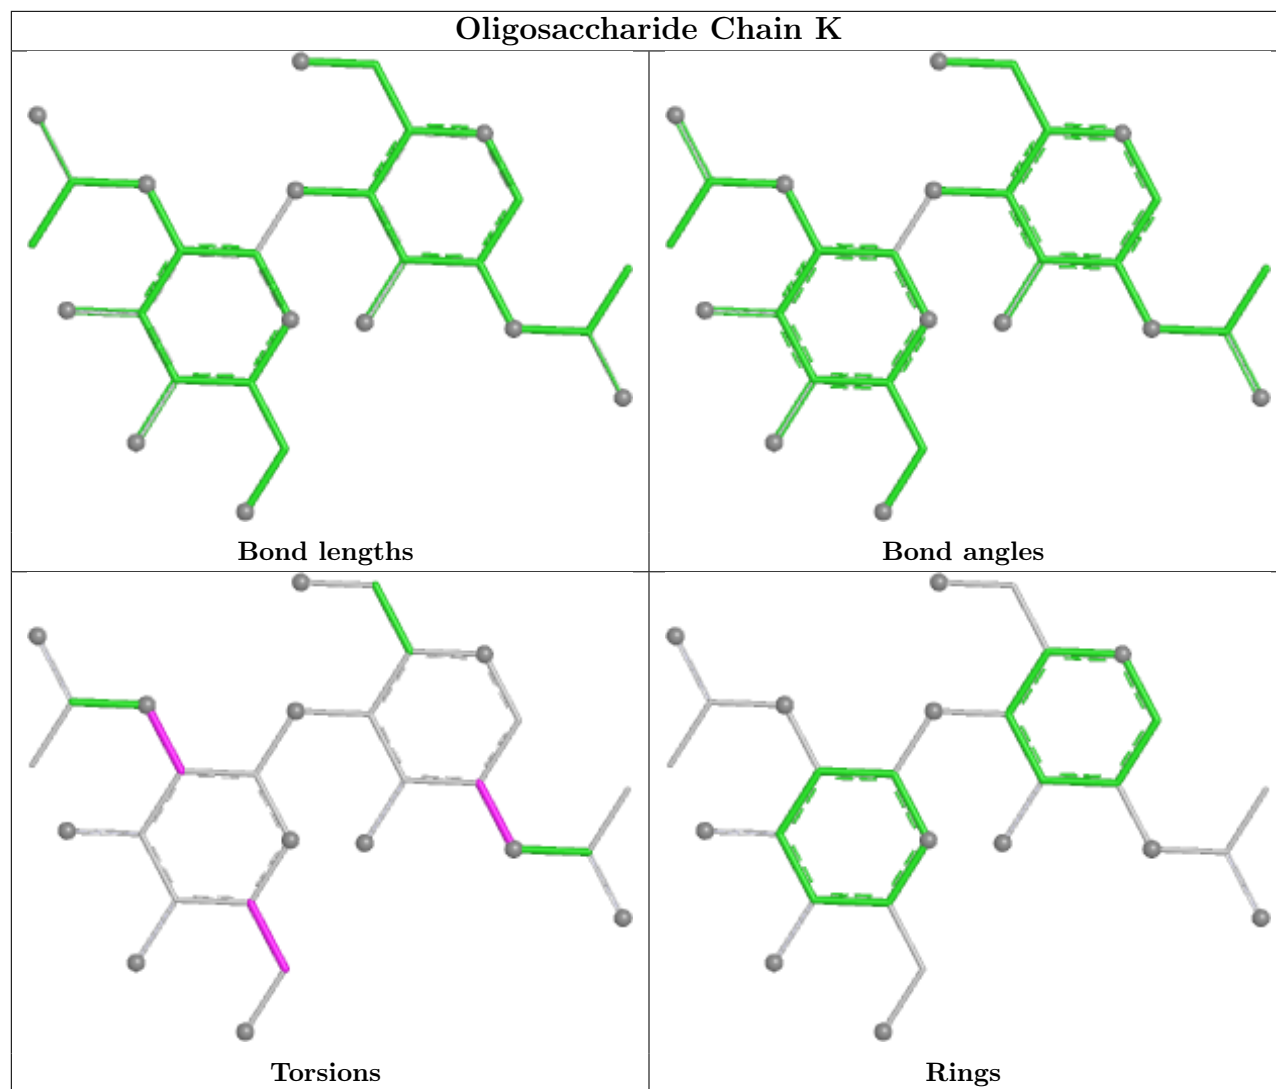 Oligosaccharide Chain K
Bond lengths
Bond angles
Torsions
Rings